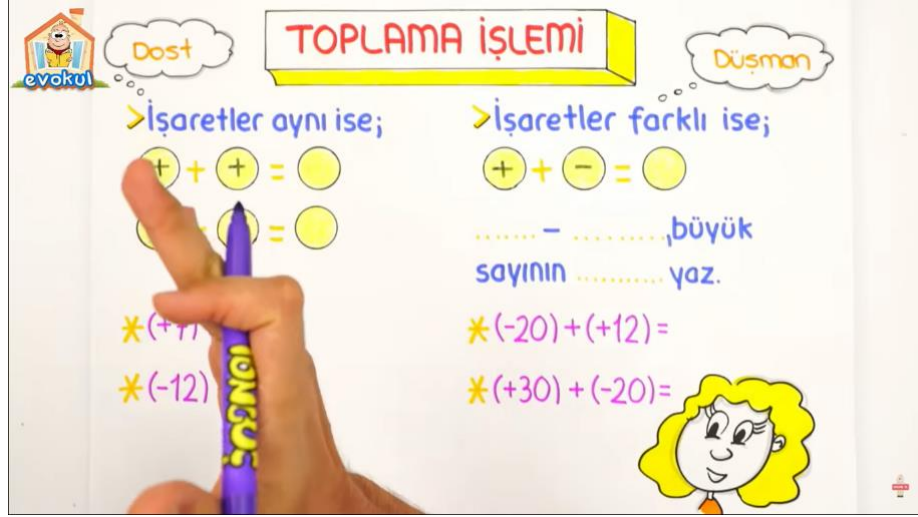 evokul
Dost
TOPLAMA İŞLEMİ
Düşman
>İşaretler aynı ise;
+ + + =
=
*(+
*(-12)
>İşaretler farklı ise;
+ + - =
....... - ..........,büyük
sayının ........... yaz.
*(-20)+(+12)=
*(+30)+(-20)=
TONGUÇ